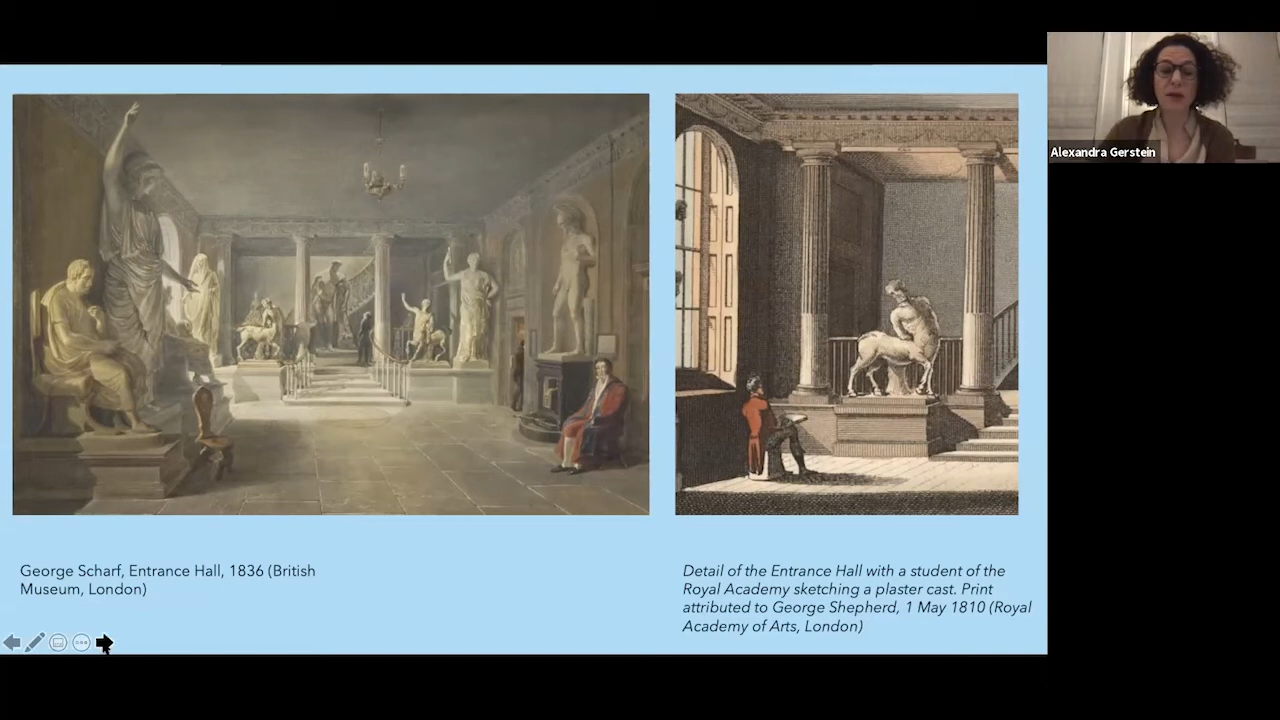 Alexandra Gerstein
George Scharf, Entrance Hall, 1836 (British
Museum, London)
Detail of the Entrance Hall with a student of the
Royal Academy sketching a plaster cast. Print
attributed to George Shepherd, 1 May 1810 (Royal
Academy of Arts, London)